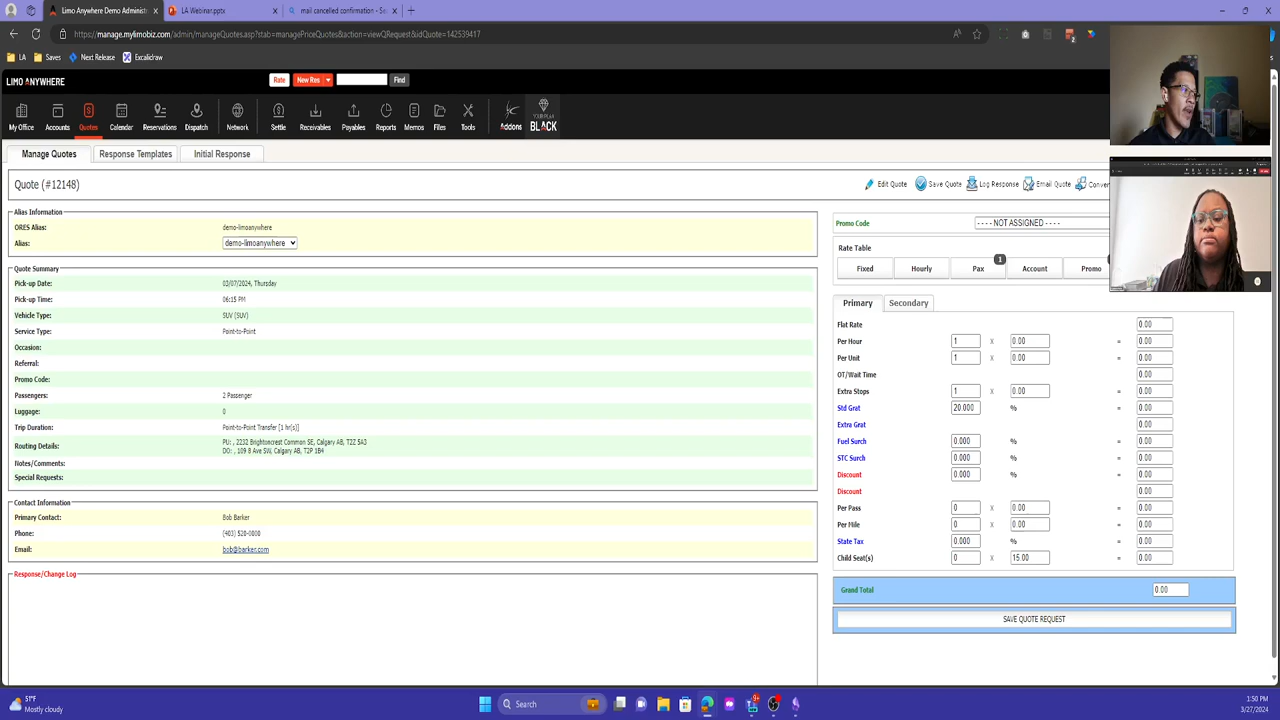 Limo Anywhere Demo Administra
LA Webinar.pptx
mail cancelled confirmation - Se
https://manage.mylimobiz.com/admin/manageQuotes.asp?stab=managePriceQuotes&action=viewQRequest&idQuote=142539417
LA
Saves
Next Release
Excalidraw
LIMO ANYWHERE
Rate
New Res
Find
My Office
Accounts
Quotes
Calendar
Reservations
Dispatch
Network
Settle
Receivables
Payables
Reports
Memos
Files
Tools
Addons
BLACK
Manage Quotes
Response Templates
Initial Response
Quote (#12148)
Edit Quote
Save Quote
Log Response
Email Quote
Conver
Alias Information
ORES Alias: demo-limoanywhere
Alias: demo-limoanywhere
Quote Summary
Pick-up Date: 03/07/2024, Thursday
Pick-up Time: 06:15 PM
Vehicle Type: SUV (SUV)
Service Type: Point-to-Point
Occasion:
Referral:
Promo Code:
Passengers: 2 Passenger
Luggage: 0
Trip Duration: Point-to-Point Transfer [1 hr(s)]
Routing Details: PU: , 2232 Brightoncrest Common SE, Calgary AB, T2Z 5A3
DO: , 109 8 Ave SW, Calgary AB, T2P 1B4
Notes/Comments:
Special Requests:
Contact Information
Primary Contact: Bob Barker
Phone: (403) 520-0000
Email: bob@barker.com
Response/Change Log
Promo Code - - - - NOT ASSIGNED - - - -
Rate Table
1
Fixed
Hourly
Pax
Account
Promo
Primary
Secondary
Flat Rate 0.00
Per Hour 1 X 0.00 = 0.00
Per Unit 1 X 0.00 = 0.00
OT/Wait Time 0.00
Extra Stops 1 X 0.00 = 0.00
Std Grat 20.000 % = 0.00
Extra Grat 0.00
Fuel Surch 0.000 % = 0.00
STC Surch 0.000 % = 0.00
Discount 0.000 % = 0.00
Discount 0.00
Per Pass 0 X 0.00 = 0.00
Per Mile 0 X 0.00 = 0.00
State Tax 0.000 % = 0.00
Child Seat(s) 0 X 15.00 = 0.00
Grand Total 0.00
SAVE QUOTE REQUEST
51°F
Mostly cloudy
Search
1:50 PM
3/27/2024